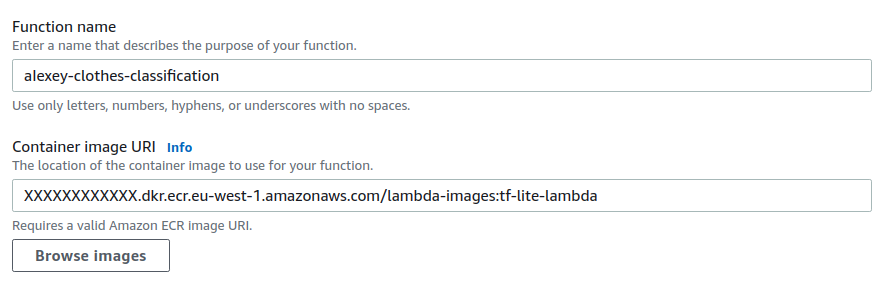 Function name
Enter a name that describes the purpose of your function.
alexey-clothes-classification
Use only letters, numbers, hyphens, or underscores with no spaces.
Container image URI Info
The location of the container image to use for your function.
XXXXXXXXXXXX.dkr.ecr.eu-west-1.amazonaws.com/lambda-images:tf-lite-lambda
Requires a valid Amazon ECR image URI.
Browse images